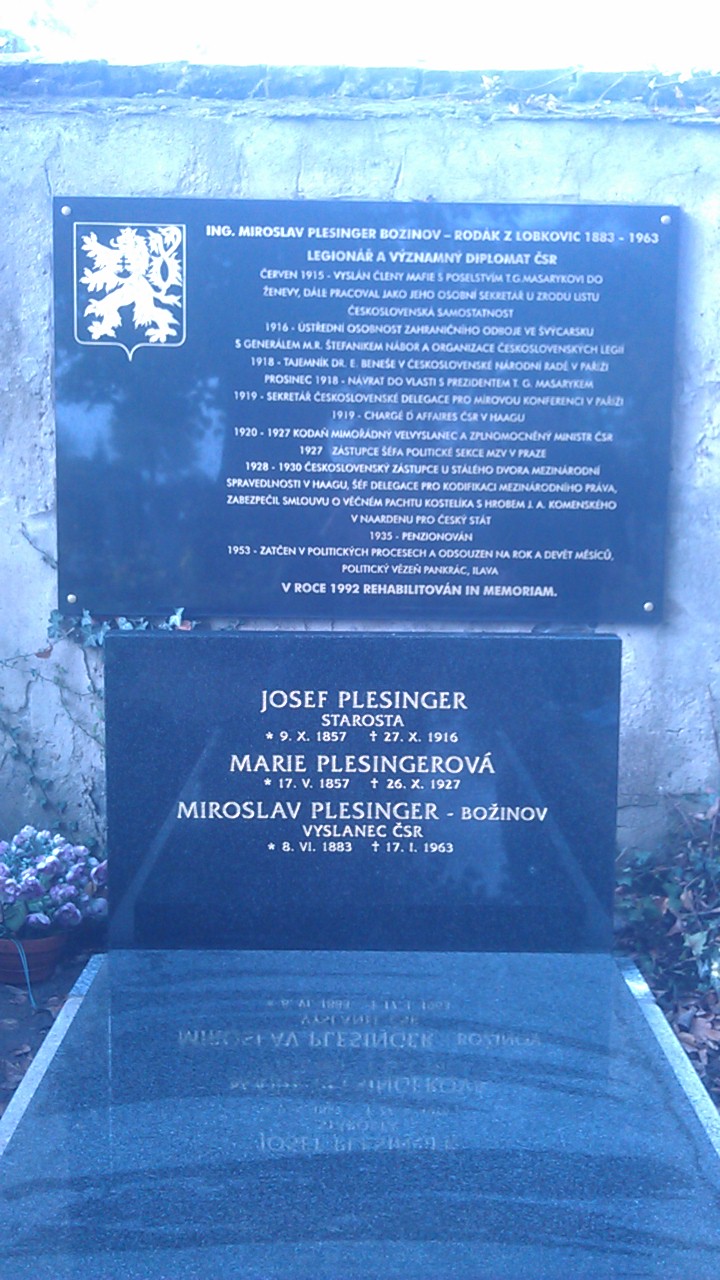 ING. MIROSLAV PLESINGER BOZINOV – RODÁK Z LOBKOVIC 1883 - 1963
LEGIONÁŘ A VÝZNAMNÝ DIPLOMAT ČSR
ČERVEN 1915 - VYSLÁN ČLENY MAFIE S POSELSTVÍM T.G.MASARYKOVI DO
ŽENEVY, DÁLE PRACOVAL JAKO JEHO OSOBNÍ SEKRETÁŘ U ZRODU LISTU
ČESKOSLOVENSKÁ SAMOSTATNOST
1916 - ÚSTŘEDNÍ OSOBNOST ZAHRANIČNÍHO ODBOJE VE ŠVÝCARSKU
S GENERÁLEM M.R. ŠTEFANIKEM NÁBOR A ORGANIZACE ČESKOSLOVENSKÝCH LEGIÍ
1918 - TAJEMNÍK DR. E. BENEŠE V ČESKOSLOVENSKÉ NÁRODNÍ RADĚ V PAŘÍŽI
PROSINEC 1918 - NÁVRAT DO VLASTI S PREZIDENTEM T. G. MASARYKEM
1919 - SEKRETÁŘ ČESKOSLOVENSKÉ DELEGACE PRO MÍROVOU KONFERENCI V PAŘÍŽI
1919 - CHARGÉ D AFFAIRES ČSR V HAAGU
1920 - 1927 KODAŇ MIMOŘÁDNÝ VELVYSLANEC A ZPLNOMOCNĚNÝ MINISTR ČSR
1927 ZÁSTUPCE ŠÉFA POLITICKÉ SEKCE MZV V PRAZE
1928 - 1930 ČESKOSLOVENSKÝ ZÁSTUPCE U STÁLÉHO DVORA MEZINÁRODNÍ
SPRAVEDLNOSTI V HAAGU, ŠÉF DELEGACE PRO KODIFIKACI MEZINÁRODNÍHO PRÁVA,
ZABEZPEČIL SMLOUVU O VĚČNÉM PACHTU KOSTELÍKA S HROBEM J. A. KOMENSKÉHO
V NAARDENU PRO ČESKÝ STÁT
1935 - PENZIONOVÁN
1953 - ZATČEN V POLITICKÝCH PROCESECH A ODSOUZEN NA ROK A DEVĚT MĚSÍCŮ,
POLITICKÝ VĚZEŇ PANKRÁC, ILAVA
V ROCE 1992 REHABILITOVÁN IN MEMORIAM.
JOSEF PLESINGER
STAROSTA
* 9. X. 1857 † 27. X. 1916
MARIE PLESINGEROVÁ
* 17. V. 1857 † 26. X. 1927
MIROSLAV PLESINGER - BOŽINOV
VYSLANEC ČSR
* 8. VI. 1883 † 17. I. 1963